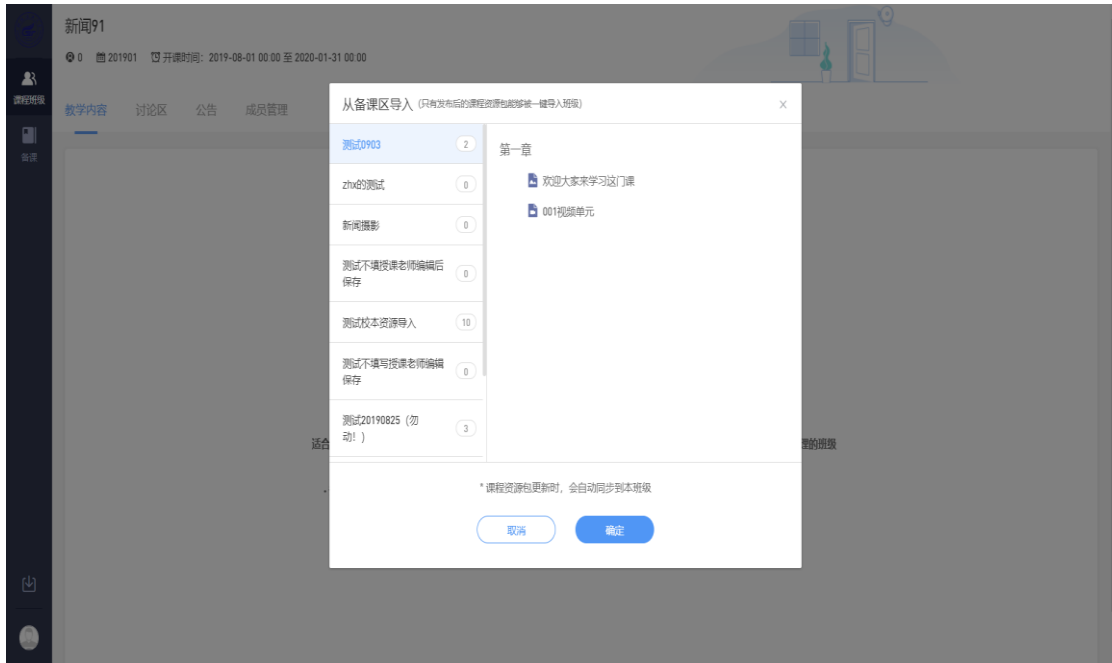 新闻91
0 201901 开课时间：2019-08-01 00:00 至 2020-01-31 00:00
课程班级
备课
教学内容 讨论区 公告 成员管理
从备课区导入 (只有发布后的课程资源包能够被一键导入班级) X
测试0903 2
zhx的测试 0
新闻摄影 0
测试不填授课老师编辑后
保存 0
测试校本资源导入 10
测试不填写授课老师编辑
保存 0
测试20190825（勿
动！） 3
第一章
欢迎大家来学习这门课
001视频单元
适合
理的班级
* 课程资源包更新时，会自动同步到本班级
取消 确定